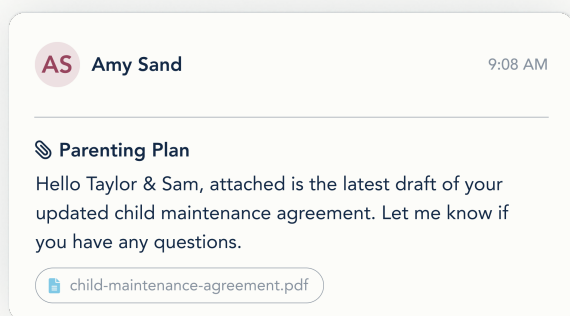 AS Amy Sand 9:08 AM
Parenting Plan
Hello Taylor & Sam, attached is the latest draft of your
updated child maintenance agreement. Let me know if
you have any questions.
child-maintenance-agreement.pdf